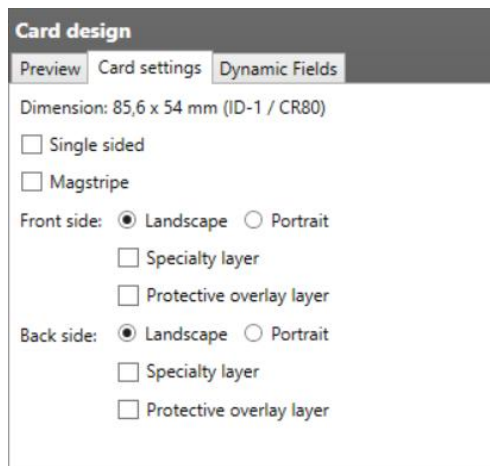 Card design
Preview Card settings Dynamic Fields
Dimension: 85,6 x 54 mm (ID-1 / CR80)
Single sided
Magstripe
Front side: Landscape Portrait
Specialty layer
Protective overlay layer
Back side: Landscape Portrait
Specialty layer
Protective overlay layer